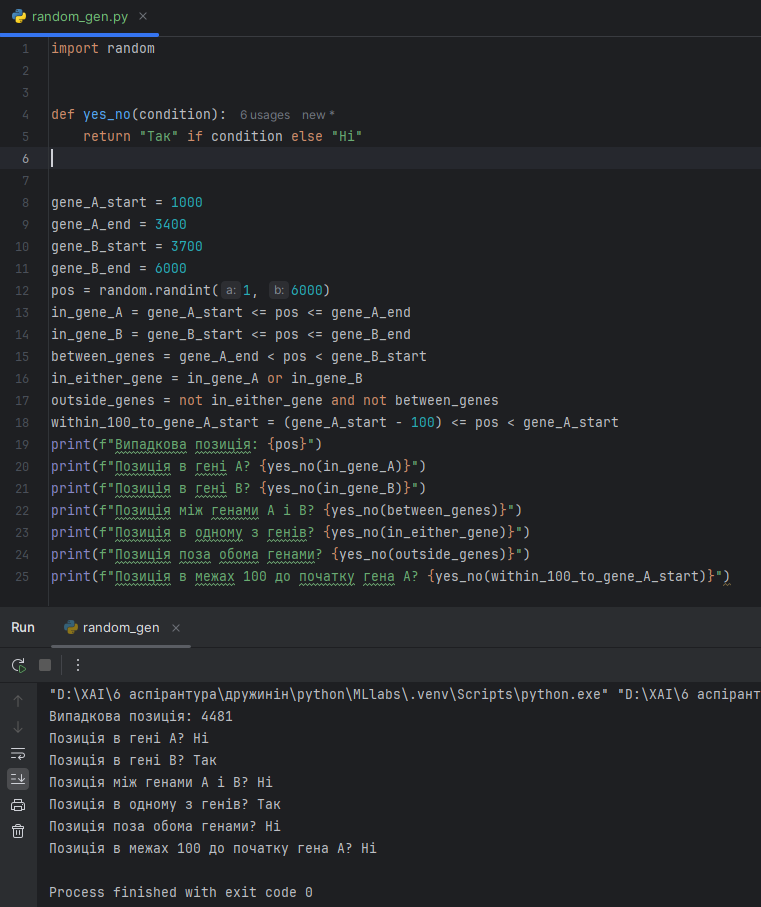 random_gen.py ×
1 import random
2
3
4 def yes_no(condition): 6 usages new *
5 return "Так" if condition else "Ні"
6
7
8 gene_A_start = 1000
9 gene_A_end = 3400
10 gene_B_start = 3700
11 gene_B_end = 6000
12 pos = random.randint( a: 1, b: 6000)
13 in_gene_A = gene_A_start <= pos <= gene_A_end
14 in_gene_B = gene_B_start <= pos <= gene_B_end
15 between_genes = gene_A_end < pos < gene_B_start
16 in_either_gene = in_gene_A or in_gene_B
17 outside_genes = not in_either_gene and not between_genes
18 within_100_to_gene_A_start = (gene_A_start - 100) <= pos < gene_A_start
19 print(f"Випадкова позиція: {pos}")
20 print(f"Позиція в гені A? {yes_no(in_gene_A)}")
21 print(f"Позиція в гені B? {yes_no(in_gene_B)}")
22 print(f"Позиція між генами A і B? {yes_no(between_genes)}")
23 print(f"Позиція в одному з генів? {yes_no(in_either_gene)}")
24 print(f"Позиція поза обома генами? {yes_no(outside_genes)}")
25 print(f"Позиція в межах 100 до початку гена A? {yes_no(within_100_to_gene_A_start)}")
Run random_gen ×
"D:\XAI\6 аспірантура\дружинін\python\MLlabs\.venv\Scripts\python.exe" "D:\XAI\6 аспірант
Випадкова позиція: 4481
Позиція в гені A? Ні
Позиція в гені B? Так
Позиція між генами A і B? Ні
Позиція в одному з генів? Так
Позиція поза обома генами? Ні
Позиція в межах 100 до початку гена A? Ні
Process finished with exit code 0